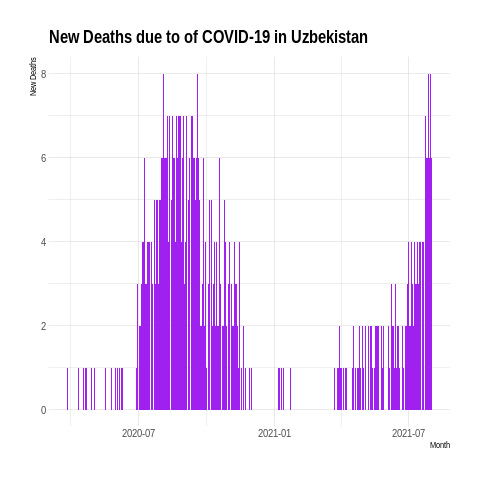 New Deaths due to of COVID-19 in Uzbekistan
New Deaths
8
6
4
2
0
2020-07
2021-01
2021-07
Month